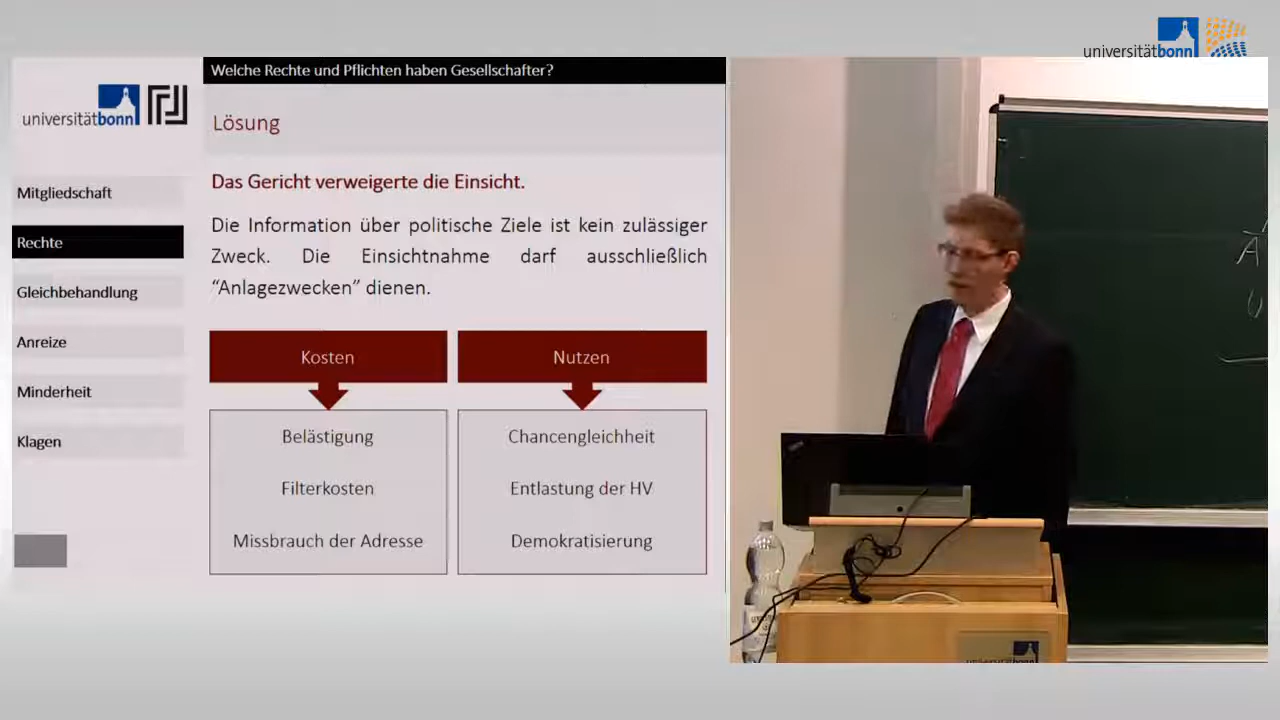 universitätbonn
Welche Rechte und Pflichten haben Gesellschafter?
universitätbonn
Lösung
Das Gericht verweigerte die Einsicht.
Die Information über politische Ziele ist kein zulässiger
Zweck. Die Einsichtnahme darf ausschließlich
“Anlagezwecken” dienen.
Mitgliedschaft
Rechte
Gleichbehandlung
Anreize
Minderheit
Klagen
Kosten
Nutzen
Belästigung
Filterkosten
Missbrauch der Adresse
Chancengleichheit
Entlastung der HV
Demokratisierung
A
U
universitätbonn